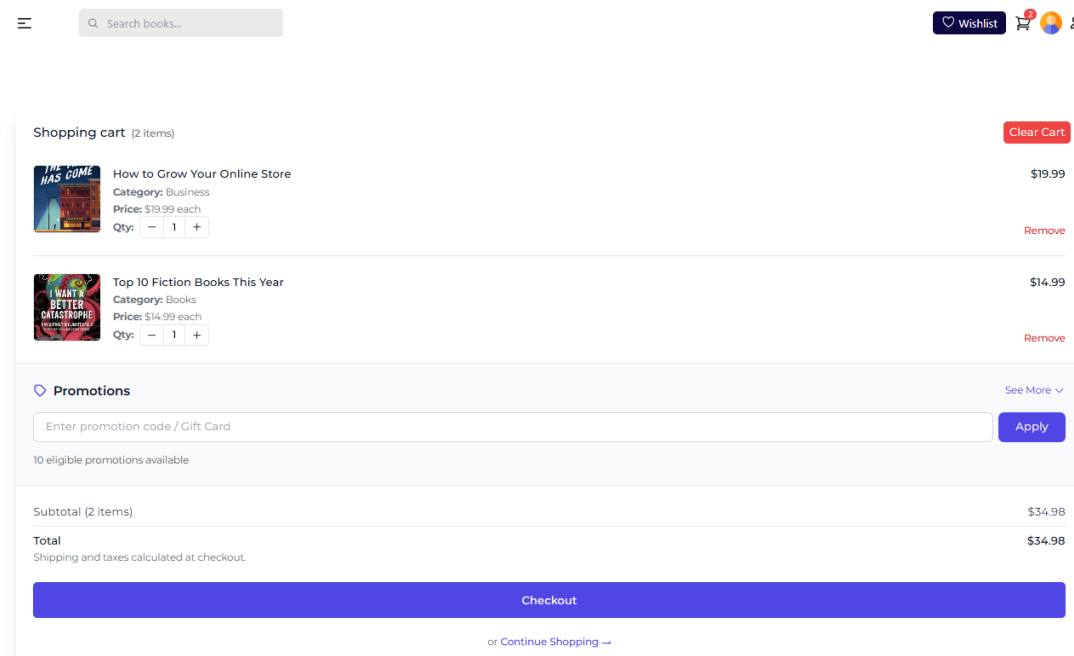 Search books...
Wishlist
2
Shopping cart (2 items)
Clear Cart
HAS COME
How to Grow Your Online Store
$19.99
Category: Business
Price: $19.99 each
Qty: − 1 +
Remove
I WANT A
BETTER
CATASTROPHE
Top 10 Fiction Books This Year
$14.99
Category: Books
Price: $14.99 each
Qty: − 1 +
Remove
Promotions
See More
Enter promotion code / Gift Card
Apply
10 eligible promotions available
Subtotal (2 items)
$34.98
Total
$34.98
Shipping and taxes calculated at checkout.
Checkout
or Continue Shopping →